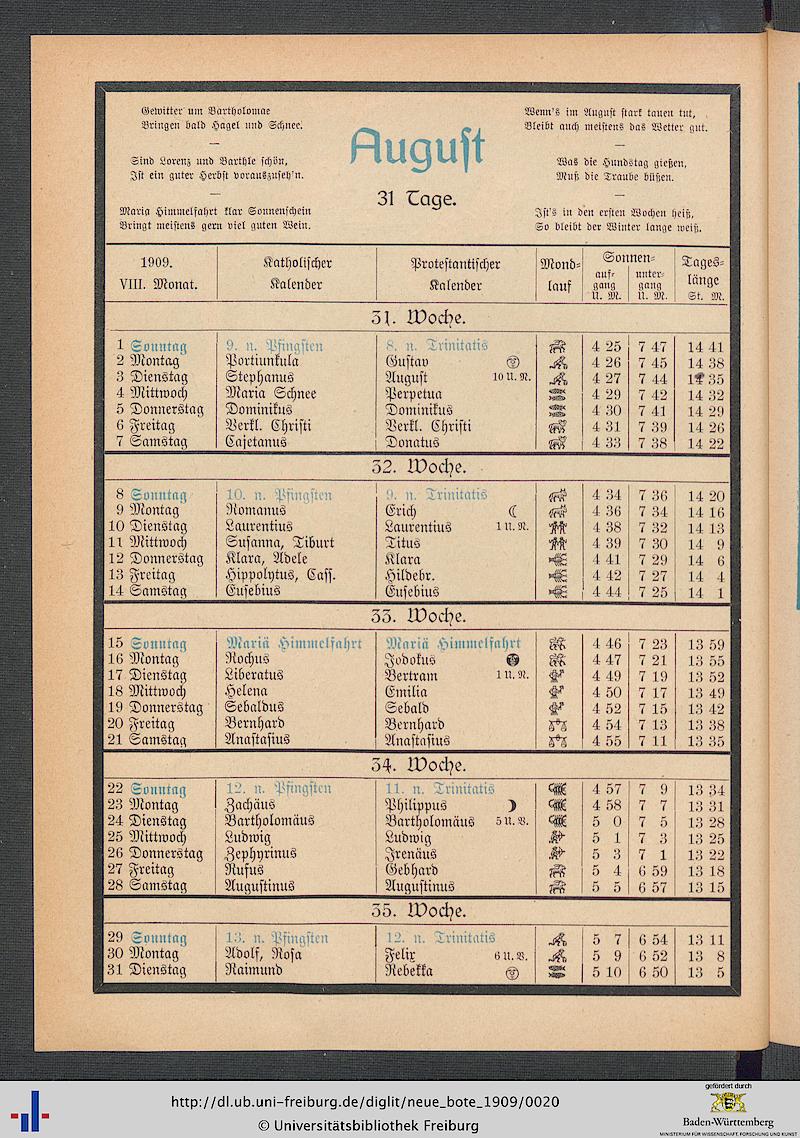 Gewitter um Bartholomae
Bringen bald Hagel und Schnee.
—
Sind Lorenz und Barthle schön,
Ist ein guter Herbst vorauszuseh'n.
—
Maria Himmelfahrt klar Sonnenschein
Bringt meistens gern viel guten Wein.
August
31 Tage.
Wenn's im August stark tauen tut,
Bleibt auch meistens das Wetter gut.
—
Was die Hundstag gießen,
Muß die Traube büßen.
—
Ist's in den ersten Wochen heiß,
So bleibt der Winter lange weiß.
1909. VIII. Monat. Katholischer Kalender Protestantischer Kalender Mond-lauf Sonnen-aufgang U. M. untergang U. M. Tageslänge St. M.
31. Woche.
1 Sonntag 9. n. Pfingsten 8. n. Trinitatis 4 25 7 47 14 41
2 Montag Portiunkula Gustav 4 26 7 45 14 38
3 Dienstag Stephanus August 10 U. N. 4 27 7 44 14 35
4 Mittwoch Maria Schnee Perpetua 4 29 7 42 14 32
5 Donnerstag Dominikus Dominikus 4 30 7 41 14 29
6 Freitag Verkl. Christi Verkl. Christi 4 31 7 39 14 26
7 Samstag Cajetanus Donatus 4 33 7 38 14 22
32. Woche.
8 Sonntag 10. n. Pfingsten 9. n. Trinitatis 4 34 7 36 14 20
9 Montag Romanus Erich 4 36 7 34 14 16
10 Dienstag Laurentius Laurentius 1 U. N. 4 38 7 32 14 13
11 Mittwoch Susanna, Tiburt Titus 4 39 7 30 14 9
12 Donnerstag Klara, Adele Klara 4 41 7 29 14 6
13 Freitag Hippolytus, Cass. Hildebr. 4 42 7 27 14 4
14 Samstag Eusebius Eusebius 4 44 7 25 14 1
33. Woche.
15 Sonntag Mariä Himmelfahrt Mariä Himmelfahrt 4 46 7 23 13 59
16 Montag Rochus Jodokus 4 47 7 21 13 55
17 Dienstag Liberatus Bertram 1 U. N. 4 49 7 19 13 52
18 Mittwoch Helena Emilia 4 50 7 17 13 49
19 Donnerstag Sebaldus Sebald 4 52 7 15 13 42
20 Freitag Bernhard Bernhard 4 54 7 13 13 38
21 Samstag Anastasius Anastasius 4 55 7 11 13 35
34. Woche.
22 Sonntag 12. n. Pfingsten 11. n. Trinitatis 4 57 7 9 13 34
23 Montag Zachäus Philippus 4 58 7 7 13 31
24 Dienstag Bartholomäus Bartholomäus 5 U. V. 5 0 7 5 13 28
25 Mittwoch Ludwig Ludwig 5 1 7 3 13 25
26 Donnerstag Zephyrinus Irenäus 5 3 7 1 13 22
27 Freitag Rufus Gebhard 5 4 6 59 13 18
28 Samstag Augustinus Augustinus 5 5 6 57 13 15
35. Woche.
29 Sonntag 13. n. Pfingsten 12. n. Trinitatis 5 7 6 54 13 11
30 Montag Adolf, Rosa Felix 6 U. V. 5 9 6 52 13 8
31 Dienstag Raimund Rebekka 5 10 6 50 13 5
http://dl.ub.uni-freiburg.de/diglit/neue_bote_1909/0020
© Universitätsbibliothek Freiburg
gefördert durch
Baden-Württemberg
MINISTERIUM FÜR WISSENSCHAFT, FORSCHUNG UND KUNST